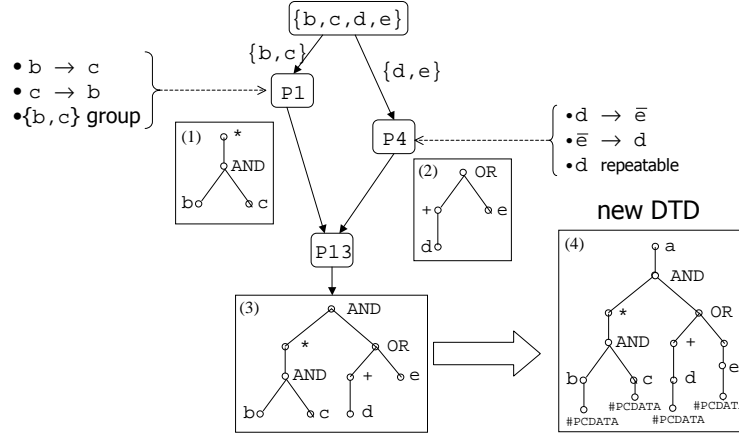 {b,c,d,e}
{b,c}
{d,e}
• b → c
• c → b
•{b,c} group
P1
P4
•d → e̅
•e̅ → d
•d repeatable
(1)
*
AND
b
c
(2)
OR
+
e
d
P13
new DTD
(3)
AND
*
OR
AND
+
e
b
c
d
(4)
a
AND
*
OR
AND
+
b
c
d
e
#PCDATA
#PCDATA
#PCDATA
#PCDATA